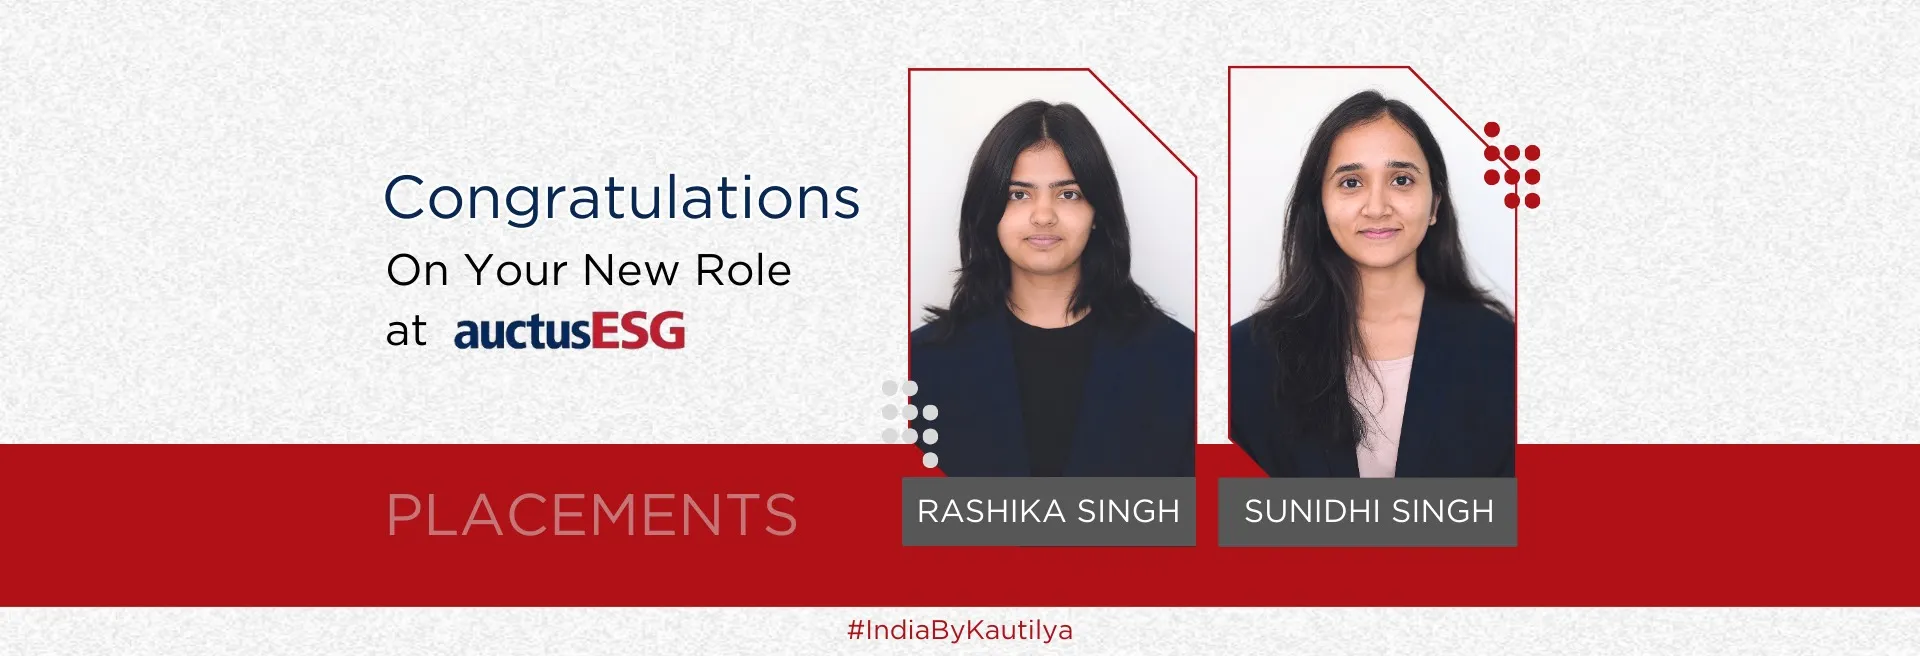 Congratulations
On Your New Role
at auctusESG
PLACEMENTS
RASHIKA SINGH
SUNIDHI SINGH
#IndiaByKautilya